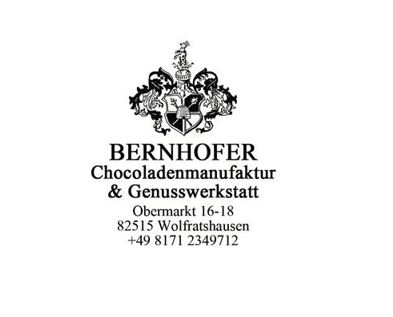 BERNHOFER
Chocoladenmanufaktur
& Genusswerkstatt
Obermarkt 16-18
82515 Wolfratshausen
+49 8171 2349712